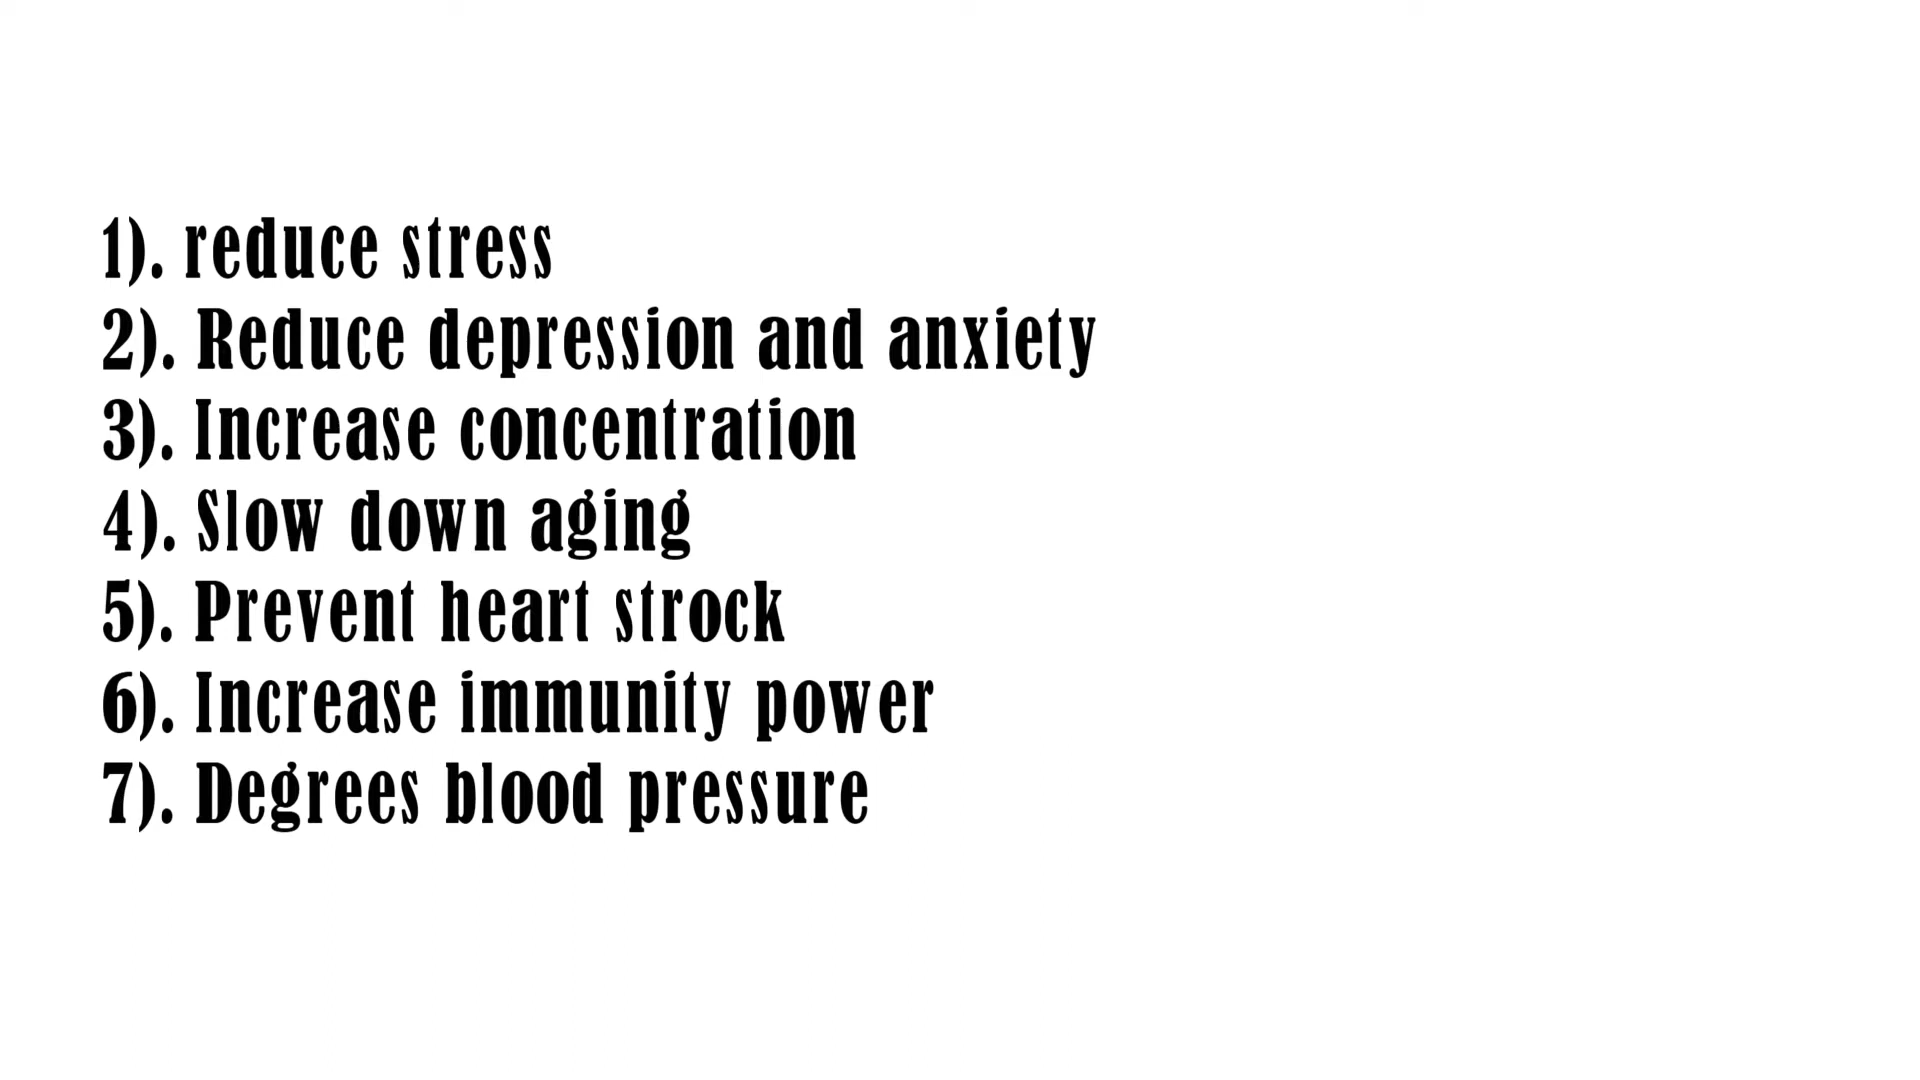 1). reduce stress
2). Reduce depression and anxiety
3). Increase concentration
4). Slow down aging
5). Prevent heart strock
6). Increase immunity power
7). Degrees blood pressure